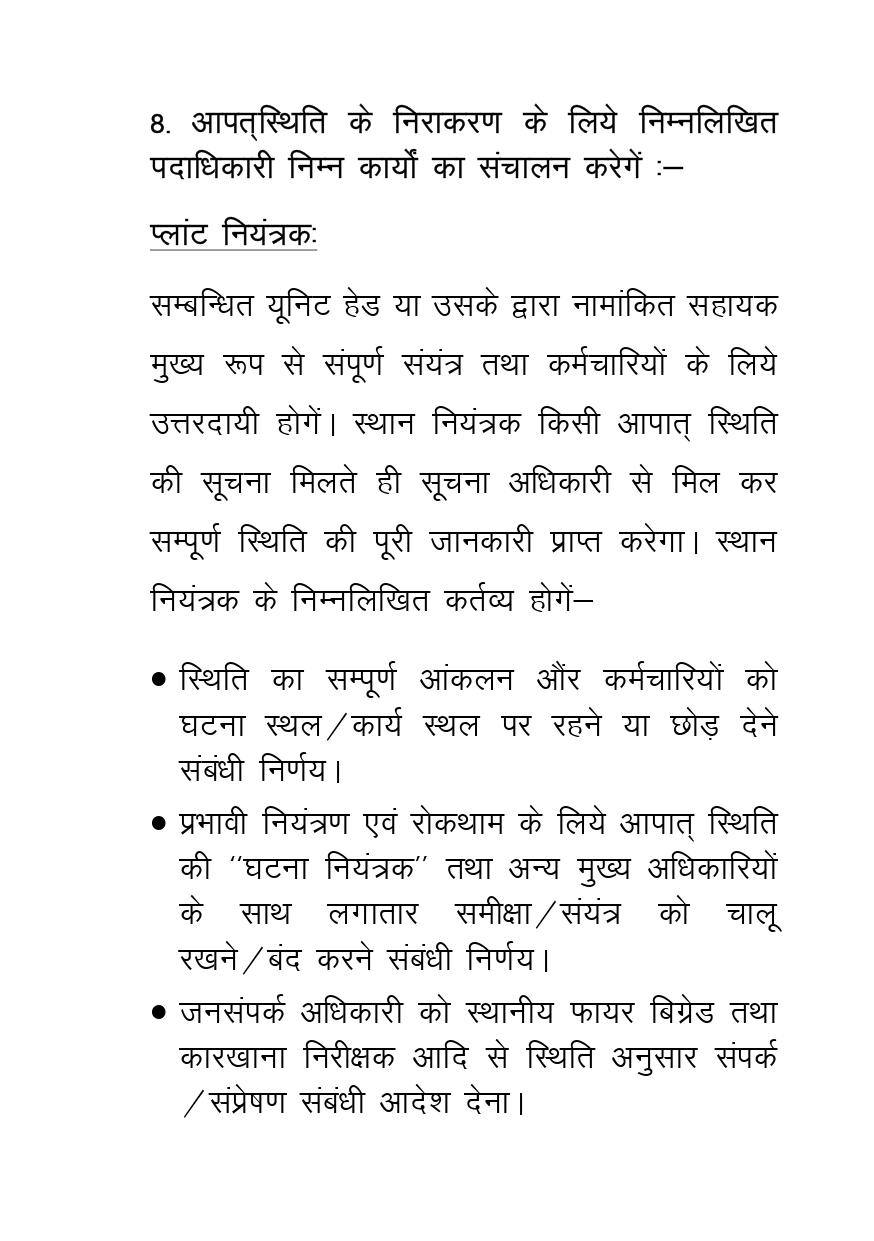 8. आपत्स्थिति के निराकरण के लिये निम्नलिखित
पदाधिकारी निम्न कार्यों का संचालन करेगें :–
प्लांट नियंत्रकः
सम्बन्धित यूनिट हेड या उसके द्वारा नामांकित सहायक
मुख्य रूप से संपूर्ण संयंत्र तथा कर्मचारियों के लिये
उत्तरदायी होगें। स्थान नियंत्रक किसी आपात् स्थिति
की सूचना मिलते ही सूचना अधिकारी से मिल कर
सम्पूर्ण स्थिति की पूरी जानकारी प्राप्त करेगा। स्थान
नियंत्रक के निम्नलिखित कर्तव्य होगें–
• स्थिति का सम्पूर्ण आंकलन औंर कर्मचारियों को
घटना स्थल/कार्य स्थल पर रहने या छोड़ देने
संबंधी निर्णय।
• प्रभावी नियंत्रण एवं रोकथाम के लिये आपात् स्थिति
की ‘‘घटना नियंत्रक’’ तथा अन्य मुख्य अधिकारियों
के साथ लगातार समीक्षा/संयंत्र को चालू
रखने/बंद करने संबंधी निर्णय।
• जनसंपर्क अधिकारी को स्थानीय फायर बिग्रेड तथा
कारखाना निरीक्षक आदि से स्थिति अनुसार संपर्क
/संप्रेषण संबंधी आदेश देना।